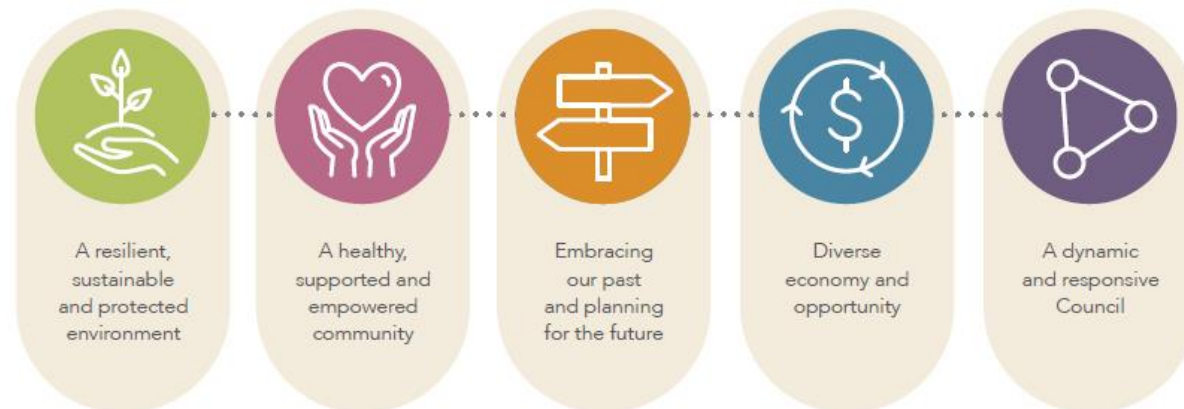 A resilient,
sustainable
and protected
environment
A healthy,
supported and
empowered
community
Embracing
our past
and planning
for the future
Diverse
economy and
opportunity
A dynamic
and responsive
Council
$